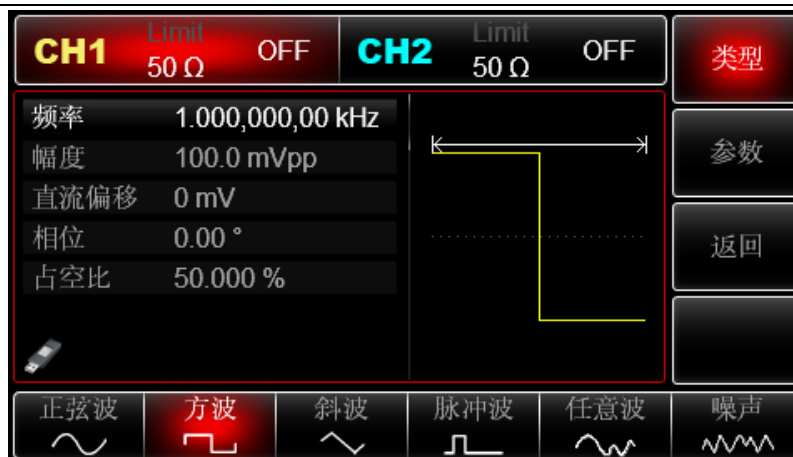 CH1 Limit 50 Ω OFF CH2 Limit 50 Ω OFF
类型
频率 1.000,000,00 kHz
幅度 100.0 mVpp
直流偏移 0 mV
相位 0.00 °
占空比 50.000 %
参数
返回
正弦波 方波 斜波 脉冲波 任意波 噪声